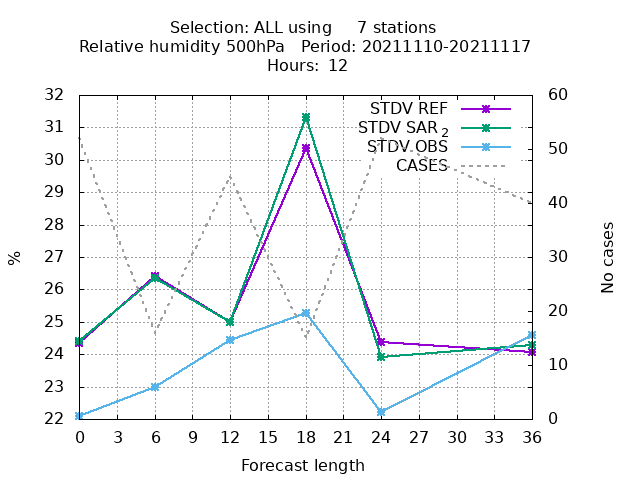 Selection: ALL using 7 stations
Relative humidity 500hPa Period: 20211110-20211117
Hours: 12
32
31
30
29
28
27
26
25
24
23
22
%
STDV REF
STDV SAR 2
STDV OBS
CASES
60
50
40
30
20
10
0
No cases
0 3 6 9 12 15 18 21 24 27 30 33 36
Forecast length